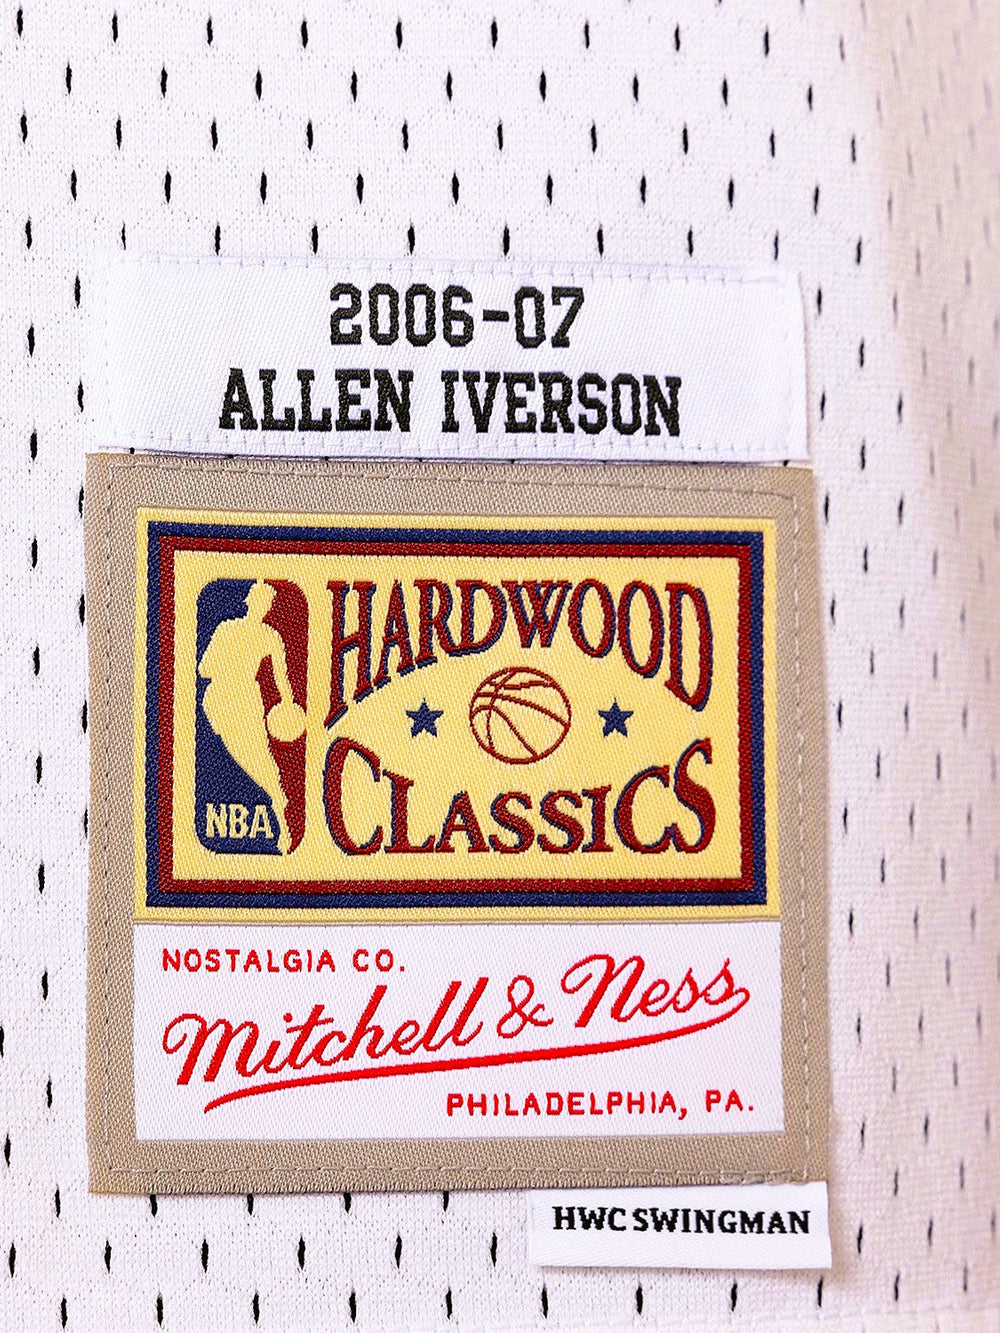 2006-07
ALLEN IVERSON
HARDWOOD
CLASSICS
NBA
NOSTALGIA CO.
Mitchell & Ness
PHILADELPHIA, PA.
HWC SWINGMAN